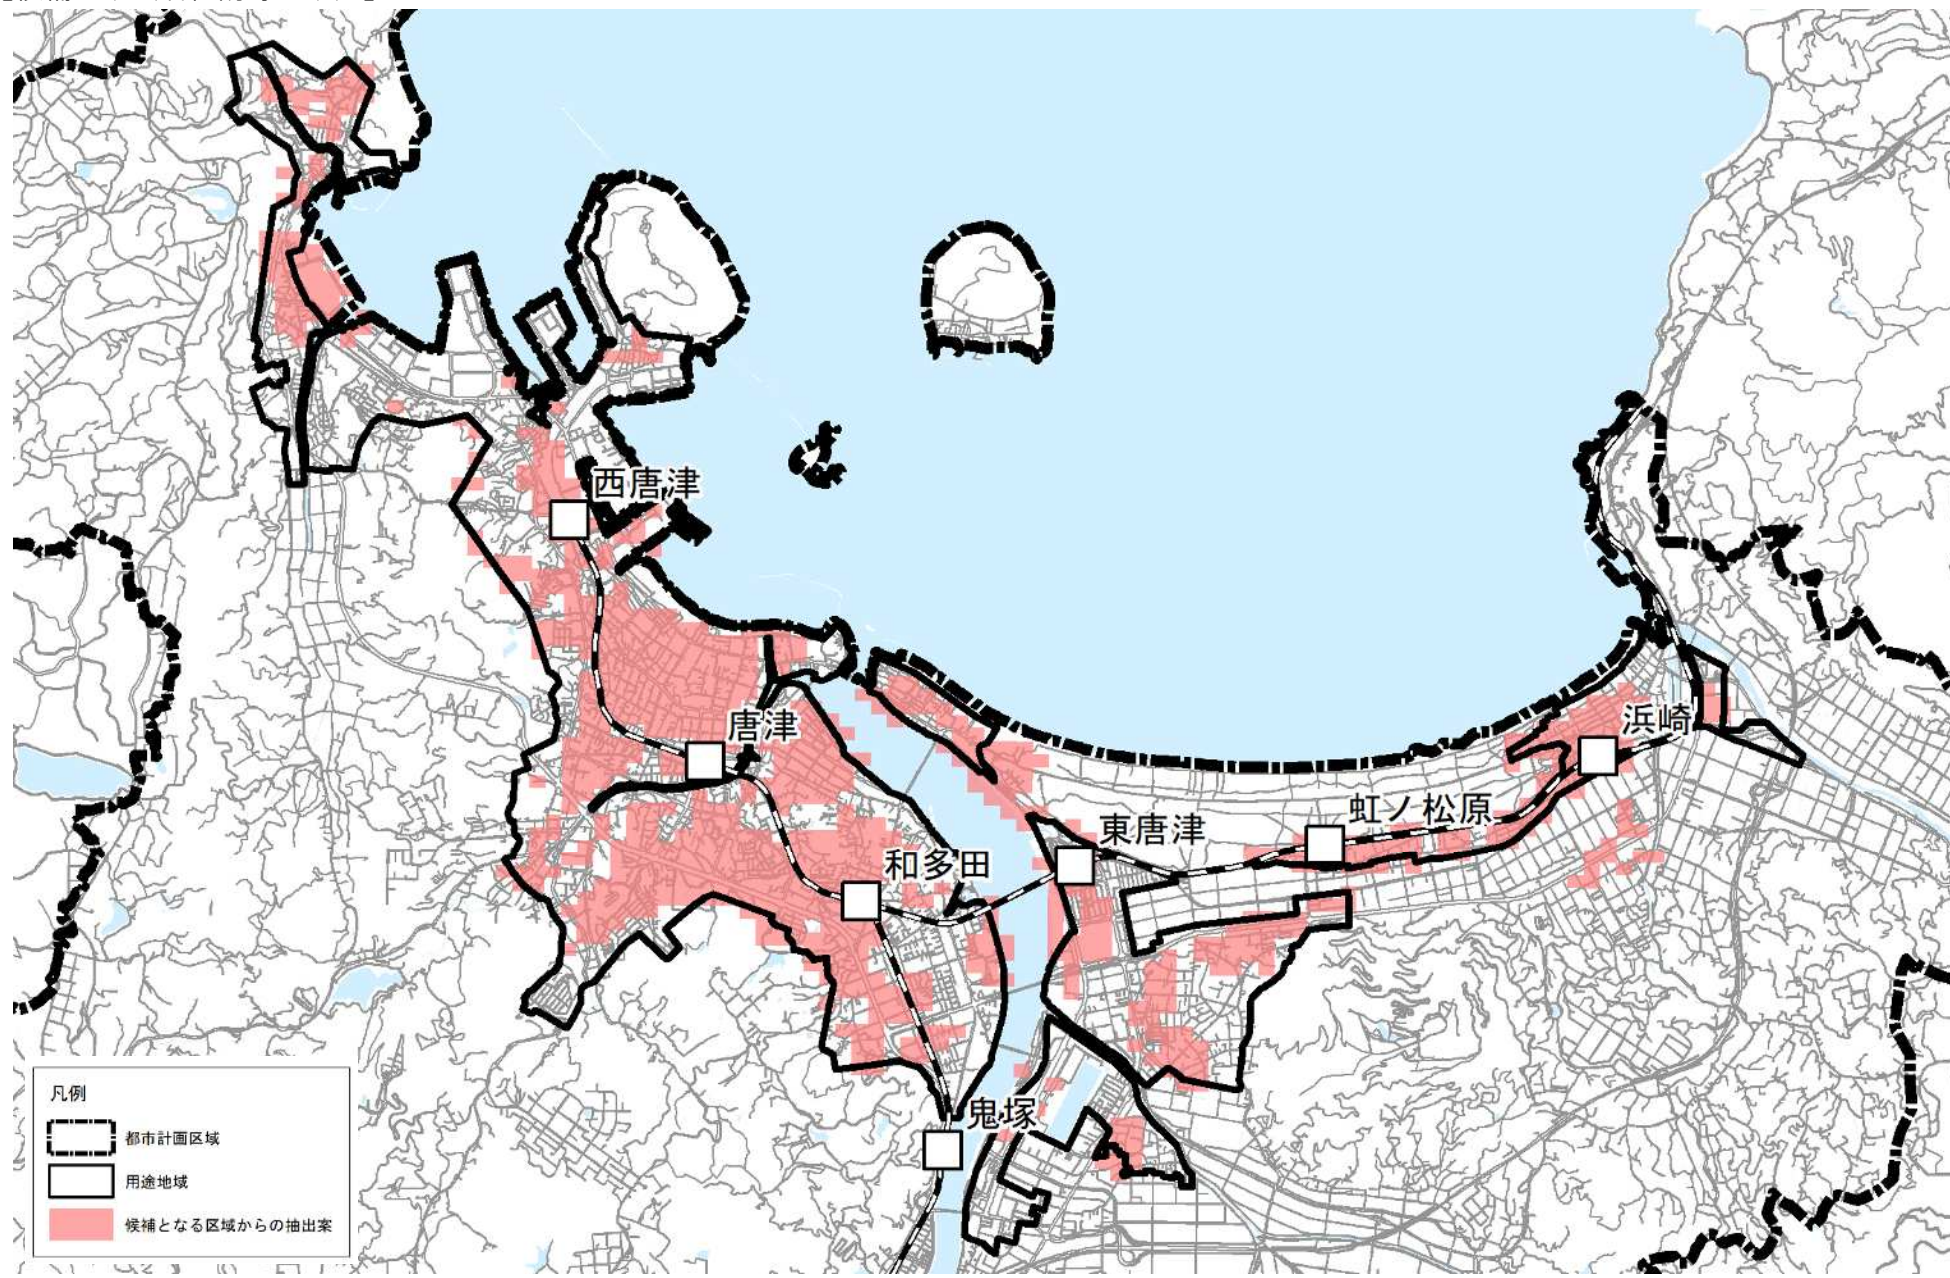 西唐津
唐津
浜崎
虹ノ松原
東唐津
和多田
鬼塚
凡例
都市計画区域
用途地域
候補となる区域からの抽出案